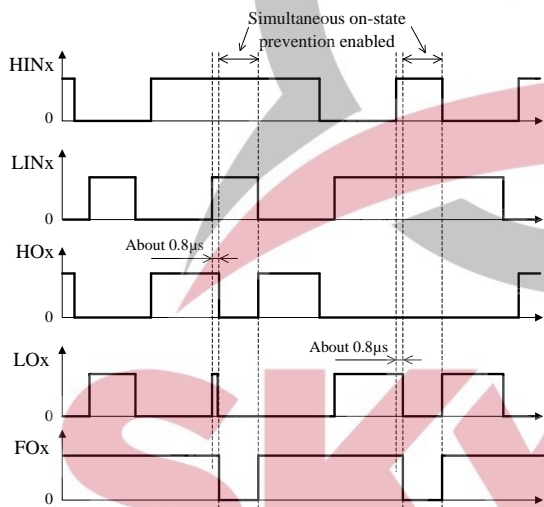 Simultaneous on-state
prevention enabled
HINx
0
LINx
0
About 0.8µs
HOx
0
About 0.8µs
LOx
0
FOx
0